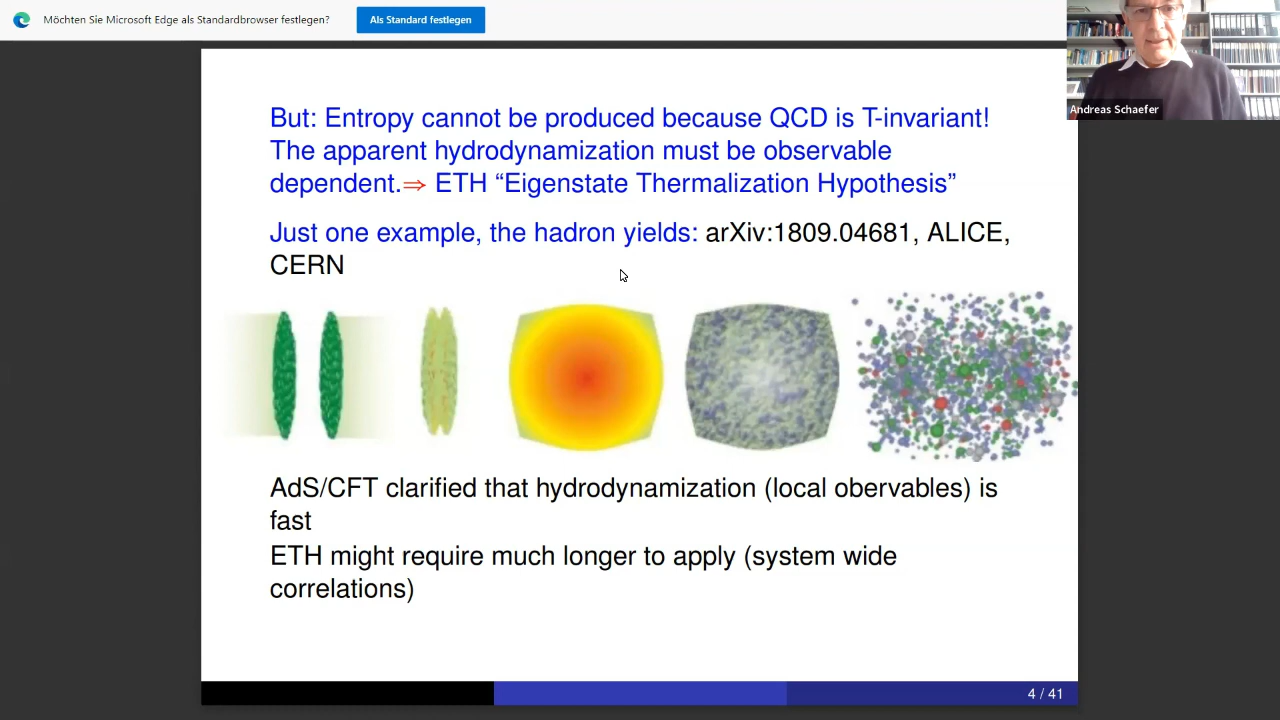 Möchten Sie Microsoft Edge als Standardbrowser festlegen?
Als Standard festlegen
Andreas Schaefer
But: Entropy cannot be produced because QCD is T-invariant!
The apparent hydrodynamization must be observable
dependent.⇒ ETH “Eigenstate Thermalization Hypothesis”
Just one example, the hadron yields: arXiv:1809.04681, ALICE,
CERN
AdS/CFT clarified that hydrodynamization (local obervables) is
fast
ETH might require much longer to apply (system wide
correlations)
4 / 41